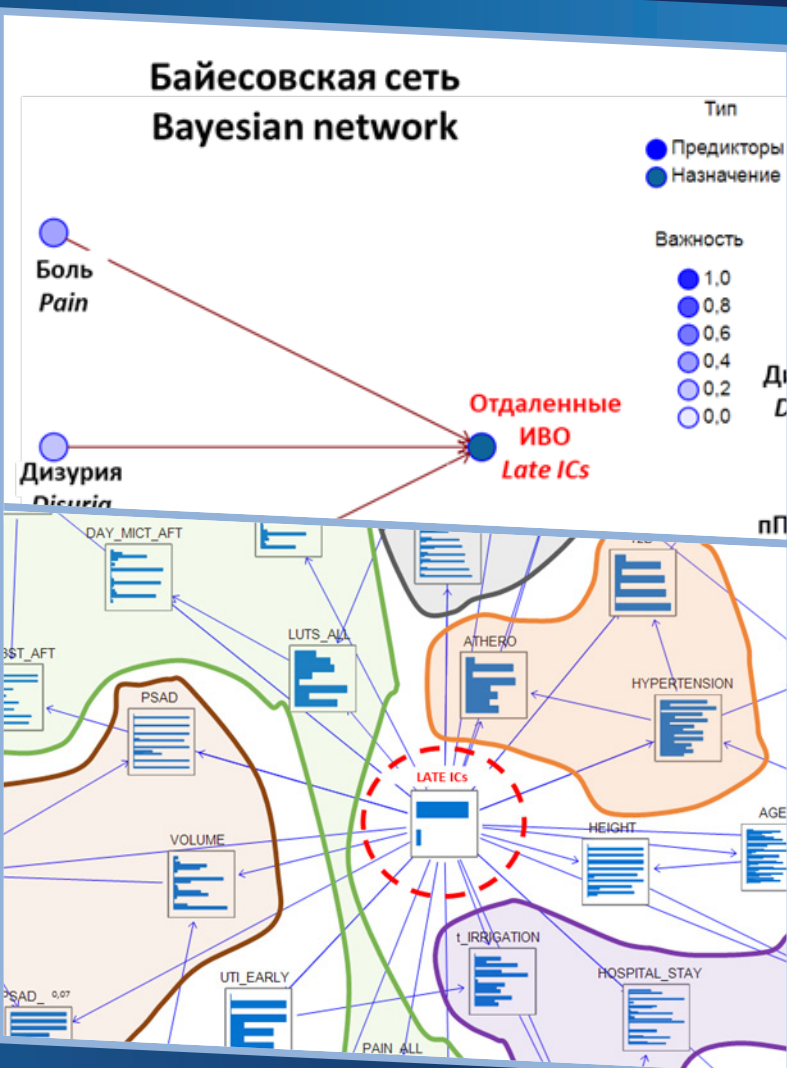 Байесовская сеть
Bayesian network
Тип
Предикторы
Назначение
Важность
1,0
0,8
0,6
0,4
0,2
0,0
Боль
Pain
Отдаленные
ИВО
Late ICs
Дизурия
Disuria
DAY_MICT_AFT
LUTS_ALL
ATHERO
HYPERTENSION
PSAD
LATE ICs
HEIGHT
AGE
VOLUME
t_IRRIGATION
UTI_EARLY
HOSPITAL_STAY
PSAD_ 0,07
PAIN_ALL